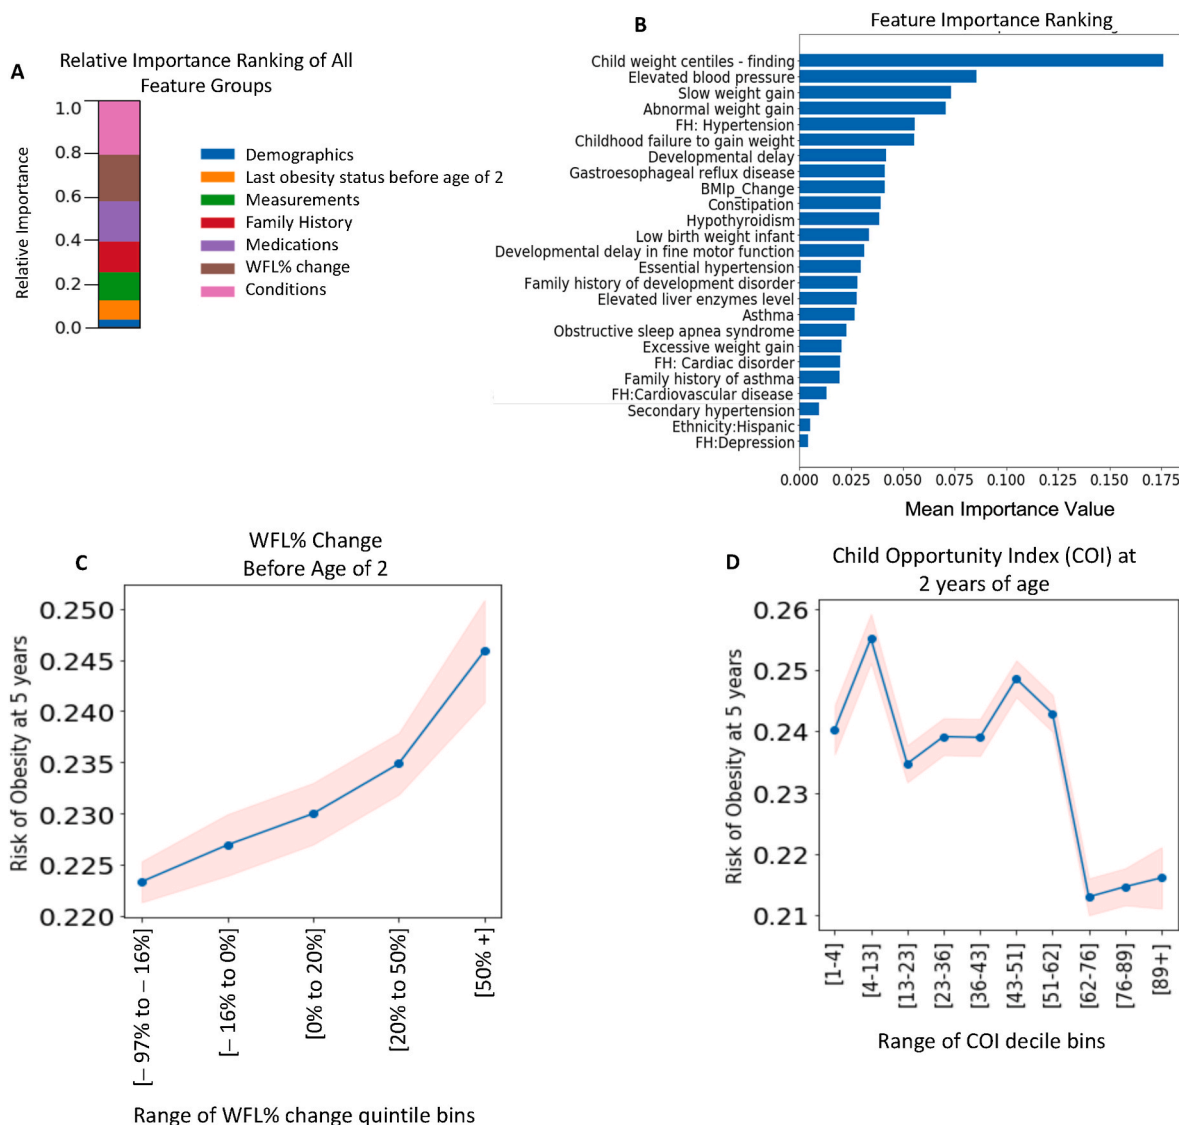 A
Relative Importance Ranking of All
Feature Groups
1.0
0.8
0.6
0.4
0.2
0.0
Relative Importance
Demographics
Last obesity status before age of 2
Measurements
Family History
Medications
WFL% change
Conditions
B
Feature Importance Ranking
Child weight centiles - finding
Elevated blood pressure
Slow weight gain
Abnormal weight gain
FH: Hypertension
Childhood failure to gain weight
Developmental delay
Gastroesophageal reflux disease
BMIp_Change
Constipation
Hypothyroidism
Low birth weight infant
Developmental delay in fine motor function
Essential hypertension
Family history of development disorder
Elevated liver enzymes level
Asthma
Obstructive sleep apnea syndrome
Excessive weight gain
FH: Cardiac disorder
Family history of asthma
FH:Cardiovascular disease
Secondary hypertension
Ethnicity:Hispanic
FH:Depression
0.000 0.025 0.050 0.075 0.100 0.125 0.150 0.175
Mean Importance Value
C
WFL% Change
Before Age of 2
0.250
0.245
0.240
0.235
0.230
0.225
0.220
Risk of Obesity at 5 years
[– 97% to – 16%]
[– 16% to 0%]
[0% to 20%]
[20% to 50%]
[50% +]
Range of WFL% change quintile bins
D
Child Opportunity Index (COI) at
2 years of age
0.26
0.25
0.24
0.23
0.22
0.21
Risk of Obesity at 5 years
[1-4]
[4-13]
[13-23]
[23-36]
[36-43]
[43-51]
[51-62]
[62-76]
[76-89]
[89+]
Range of COI decile bins